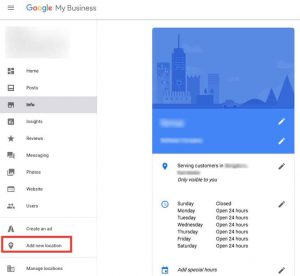 Google My Business
Home
Posts
Info
Insights
Reviews
Messaging
Photos
Website
Users
Create an ad
Add new location
Manage locations
Serving customers in
Only visible to you
Sunday Closed
Monday Open 24 hours
Tuesday Open 24 hours
Wednesday Open 24 hours
Thursday Open 24 hours
Friday Open 24 hours
Saturday Open 24 hours
Add special hours